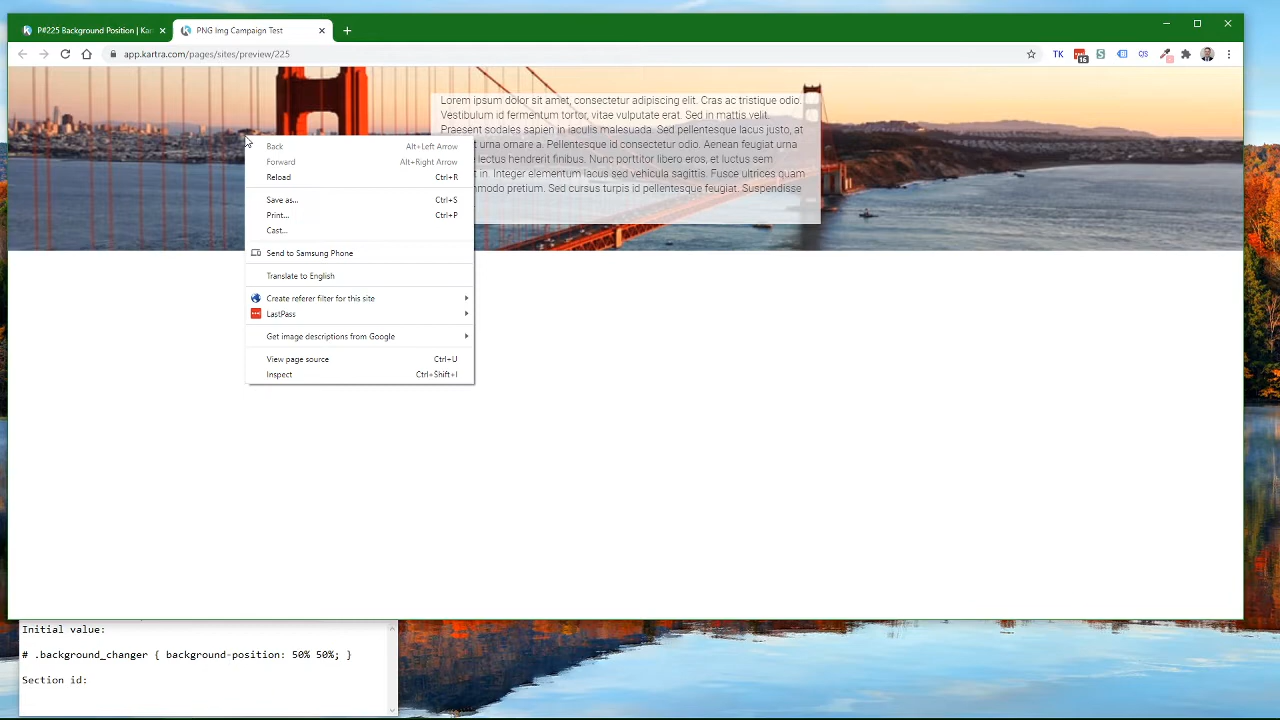 P#225 Background Position | Kar
PNG Img Campaign Test
app.kartra.com/pages/sites/preview/225
TK
16
S
C/S
Lorem ipsum dolor sit amet, consectetur adipiscing elit. Cras ac tristique odio.
Vestibulum id fermentum tortor, vitae vulputate erat. Sed in mattis velit.
Praesent sodales sapien in iaculis malesuada. Sed pellentesque lacus justo, at
t urna ornare a. Pellentesque id consectetur odio. Aenean feugiat urna
e lectus hendrerit finibus. Nunc porttitor libero eros, et luctus sem
t in. Integer elementum lacus sed vehicula sagittis. Fusce ultrices quam
mmodo pretium. Sed cursus turpis id pellentesque feugiat. Suspendisse
Back Alt+Left Arrow
Forward Alt+Right Arrow
Reload Ctrl+R
Save as... Ctrl+S
Print... Ctrl+P
Cast...
Send to Samsung Phone
Translate to English
Create referer filter for this site
LastPass
Get image descriptions from Google
View page source Ctrl+U
Inspect Ctrl+Shift+I
Initial value:
# .background_changer { background-position: 50% 50%; }
Section id: